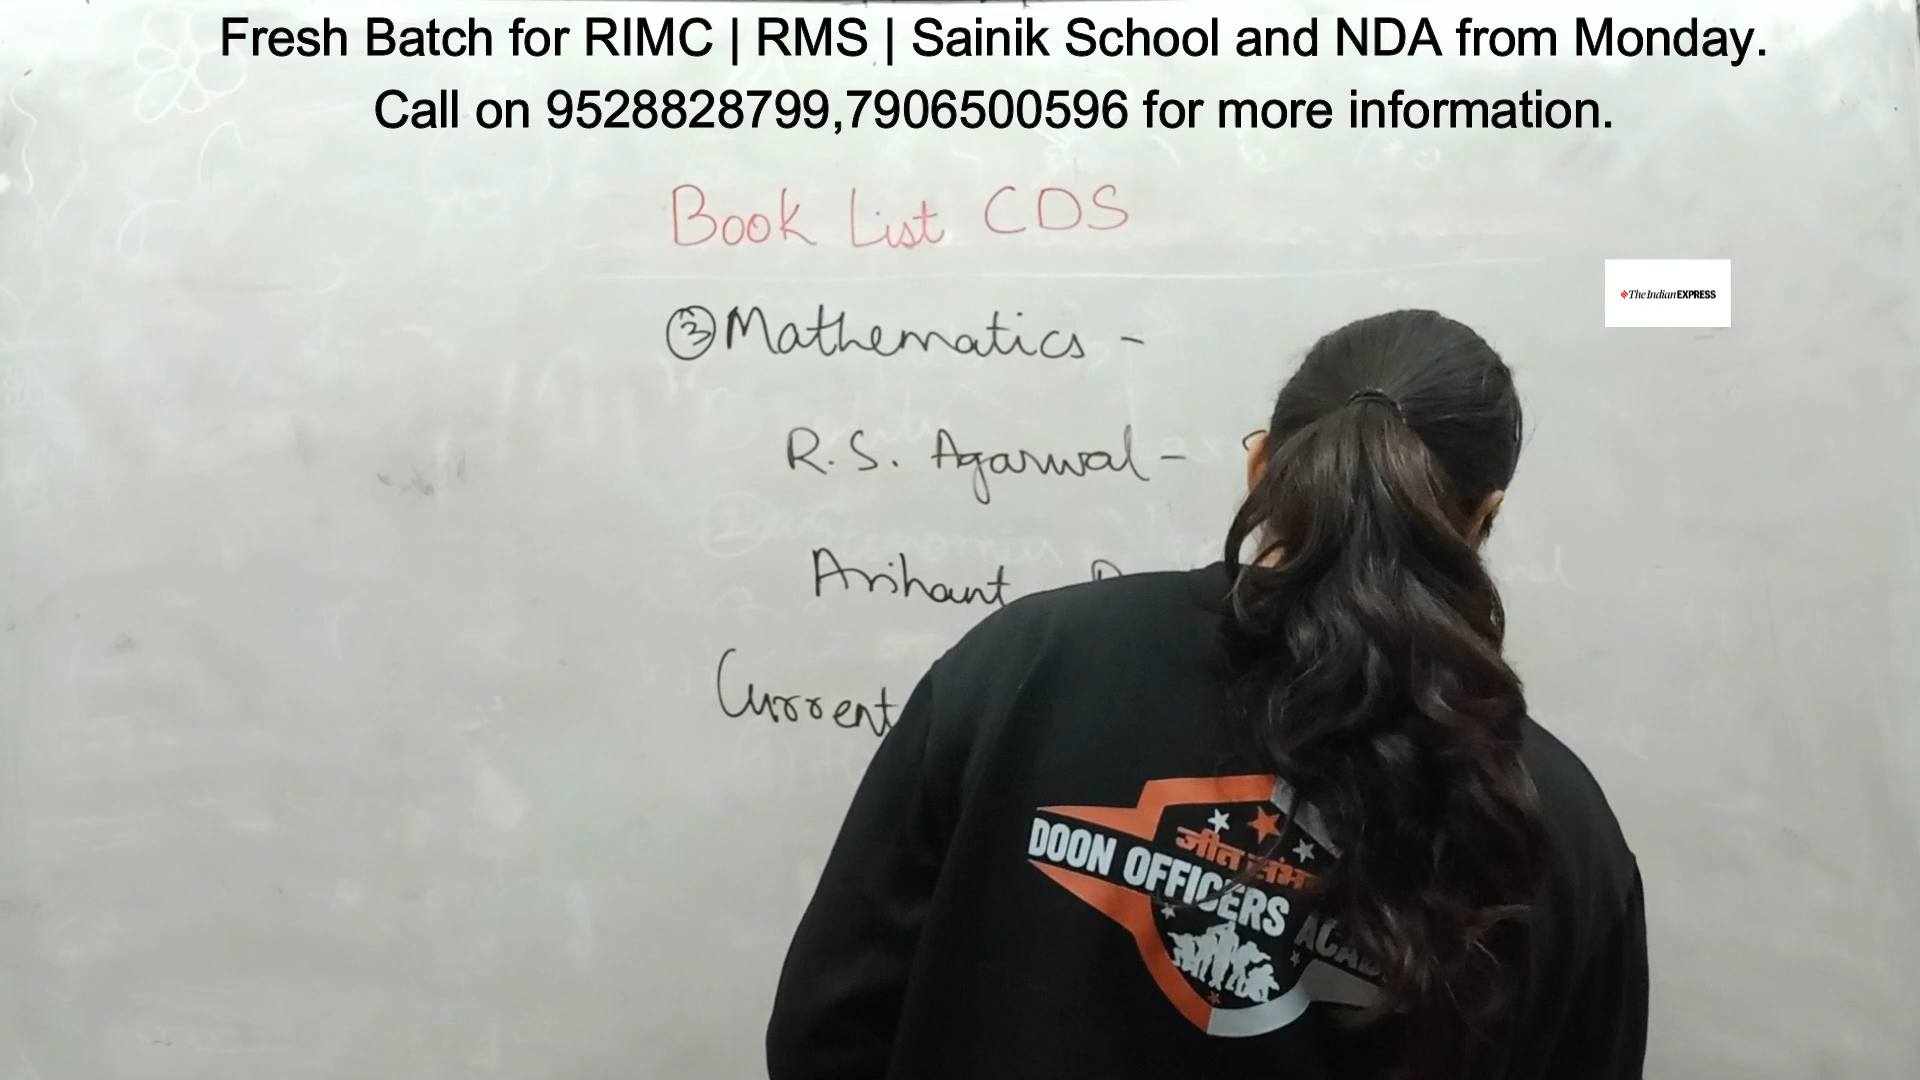 Fresh Batch for RIMC | RMS | Sainik School and NDA from Monday.
Call on 9528828799,7906500596 for more information.
Book List CDS
The Indian EXPRESS
③ Mathematics -
R.S. Agarwal -
Arihant
Current
जीत
DOON OFFICERS